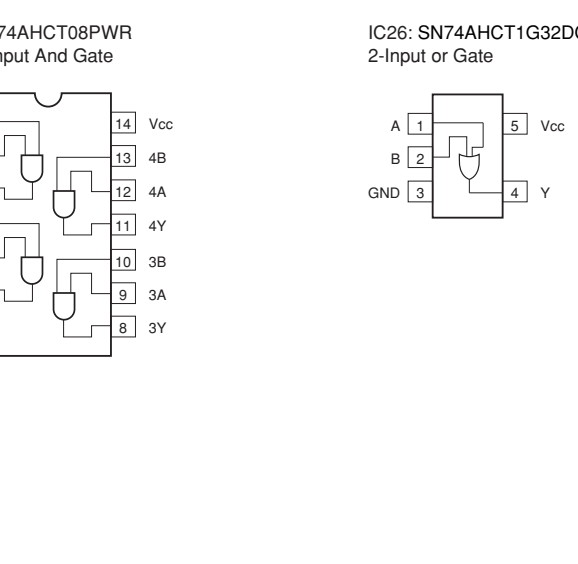 74AHCT08PWR
nput And Gate
14 Vcc
13 4B
12 4A
11 4Y
10 3B
9 3A
8 3Y
IC26: SN74AHCT1G32D
2-Input or Gate
A 1
5 Vcc
B 2
GND 3
4 Y